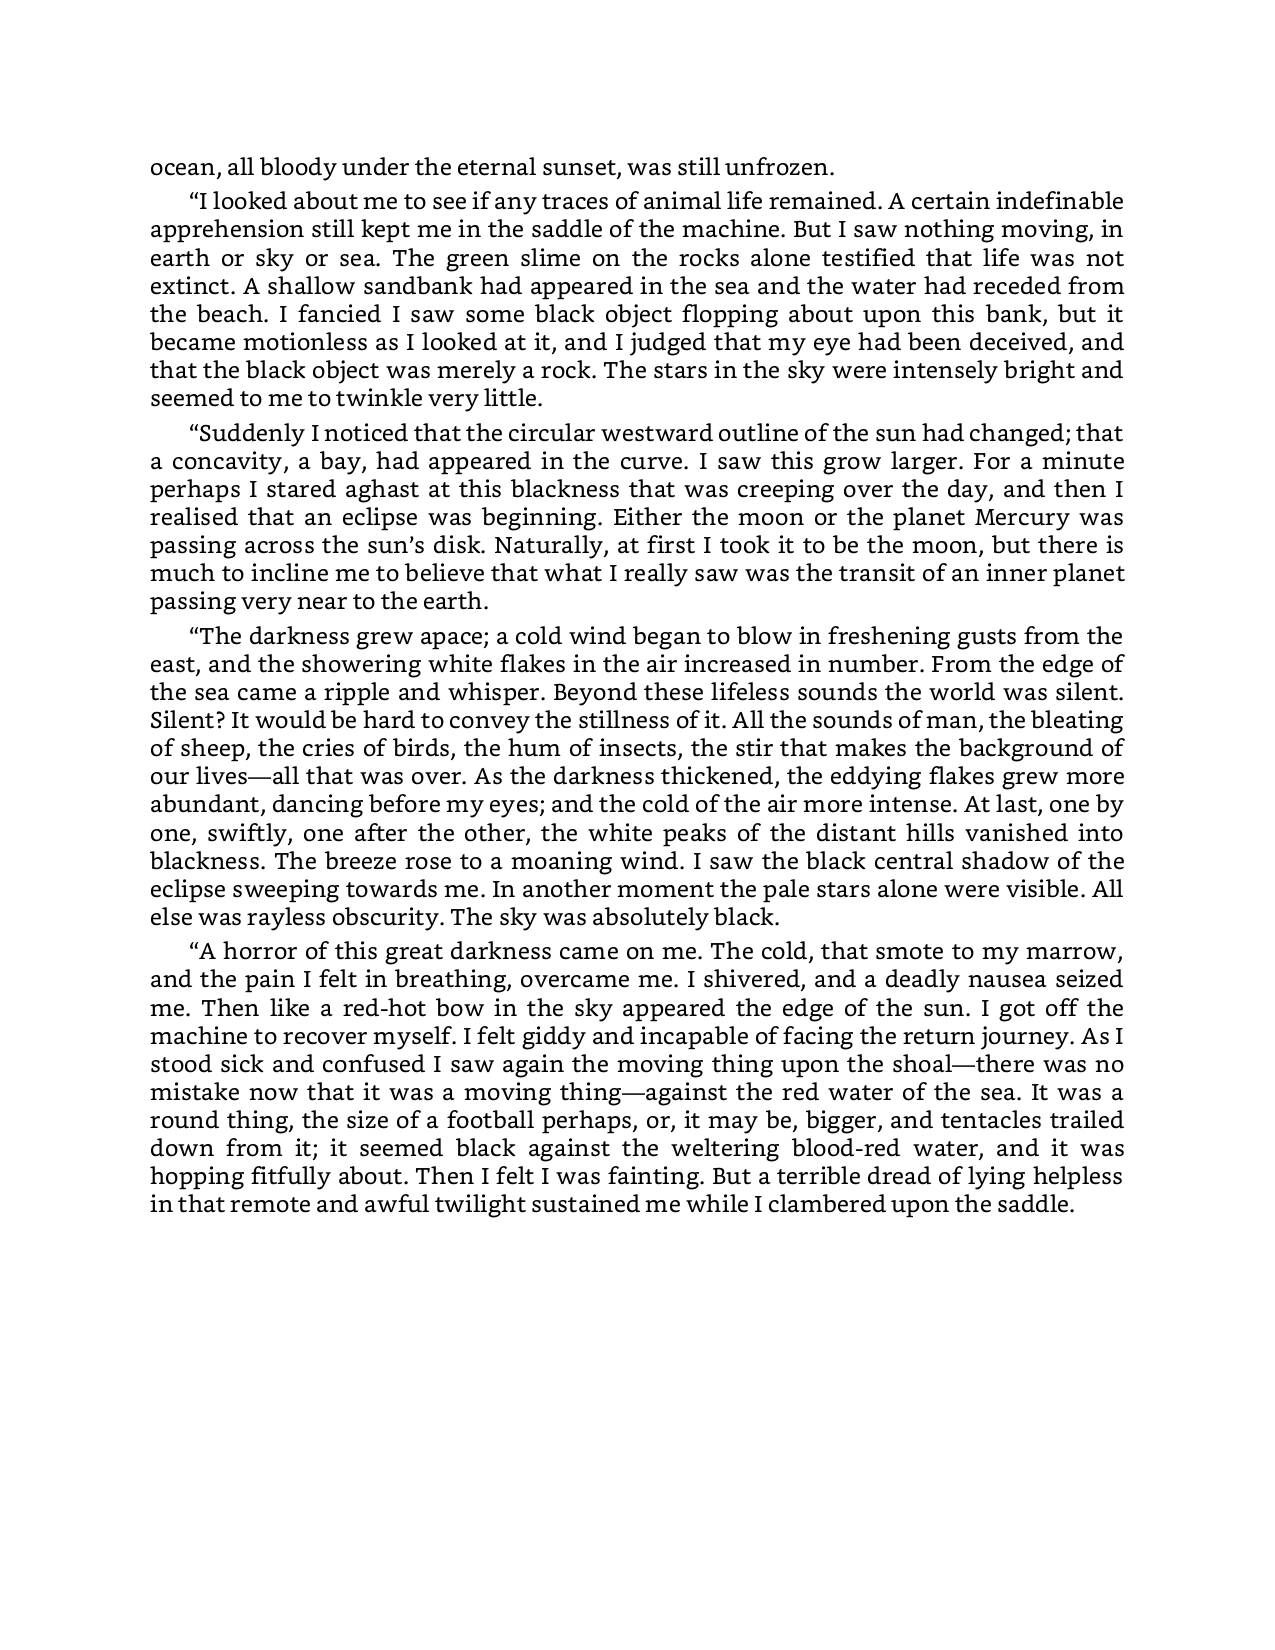 ocean, all bloody under the eternal sunset, was still unfrozen.
“I looked about me to see if any traces of animal life remained. A certain indefinable
apprehension still kept me in the saddle of the machine. But I saw nothing moving, in
earth or sky or sea. The green slime on the rocks alone testified that life was not
extinct. A shallow sandbank had appeared in the sea and the water had receded from
the beach. I fancied I saw some black object flopping about upon this bank, but it
became motionless as I looked at it, and I judged that my eye had been deceived, and
that the black object was merely a rock. The stars in the sky were intensely bright and
seemed to me to twinkle very little.
“Suddenly I noticed that the circular westward outline of the sun had changed; that
a concavity, a bay, had appeared in the curve. I saw this grow larger. For a minute
perhaps I stared aghast at this blackness that was creeping over the day, and then I
realised that an eclipse was beginning. Either the moon or the planet Mercury was
passing across the sun’s disk. Naturally, at first I took it to be the moon, but there is
much to incline me to believe that what I really saw was the transit of an inner planet
passing very near to the earth.
“The darkness grew apace; a cold wind began to blow in freshening gusts from the
east, and the showering white flakes in the air increased in number. From the edge of
the sea came a ripple and whisper. Beyond these lifeless sounds the world was silent.
Silent? It would be hard to convey the stillness of it. All the sounds of man, the bleating
of sheep, the cries of birds, the hum of insects, the stir that makes the background of
our lives—all that was over. As the darkness thickened, the eddying flakes grew more
abundant, dancing before my eyes; and the cold of the air more intense. At last, one by
one, swiftly, one after the other, the white peaks of the distant hills vanished into
blackness. The breeze rose to a moaning wind. I saw the black central shadow of the
eclipse sweeping towards me. In another moment the pale stars alone were visible. All
else was rayless obscurity. The sky was absolutely black.
“A horror of this great darkness came on me. The cold, that smote to my marrow,
and the pain I felt in breathing, overcame me. I shivered, and a deadly nausea seized
me. Then like a red-hot bow in the sky appeared the edge of the sun. I got off the
machine to recover myself. I felt giddy and incapable of facing the return journey. As I
stood sick and confused I saw again the moving thing upon the shoal—there was no
mistake now that it was a moving thing—against the red water of the sea. It was a
round thing, the size of a football perhaps, or, it may be, bigger, and tentacles trailed
down from it; it seemed black against the weltering blood-red water, and it was
hopping fitfully about. Then I felt I was fainting. But a terrible dread of lying helpless
in that remote and awful twilight sustained me while I clambered upon the saddle.